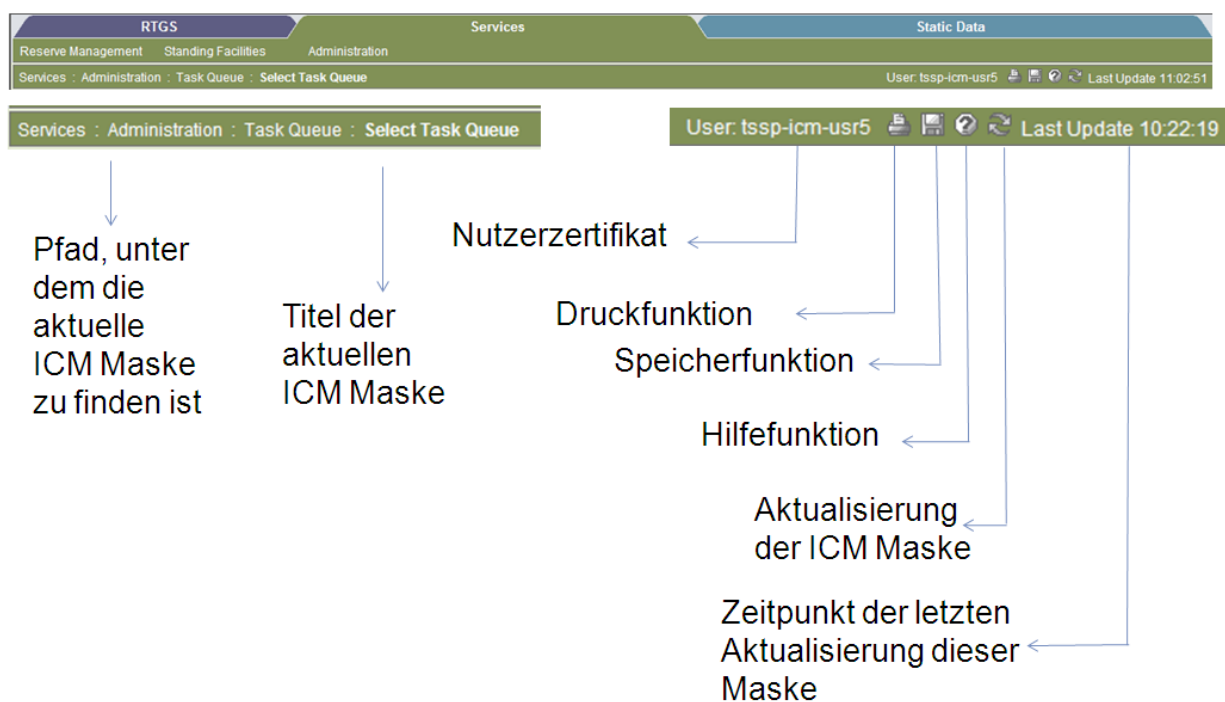 RTGS Services Static Data
Reserve Management Standing Facilities Administration
Services : Administration : Task Queue : Select Task Queue User: tssp-icm-usr5 Last Update 11:02:51
Services : Administration : Task Queue : Select Task Queue
User: tssp-icm-usr5 Last Update 10:22:19
Pfad, unter
dem die
aktuelle
ICM Maske
zu finden ist
Titel der
aktuellen
ICM Maske
Nutzerzertifikat
Druckfunktion
Speicherfunktion
Hilfefunktion
Aktualisierung
der ICM Maske
Zeitpunkt der letzten
Aktualisierung dieser
Maske